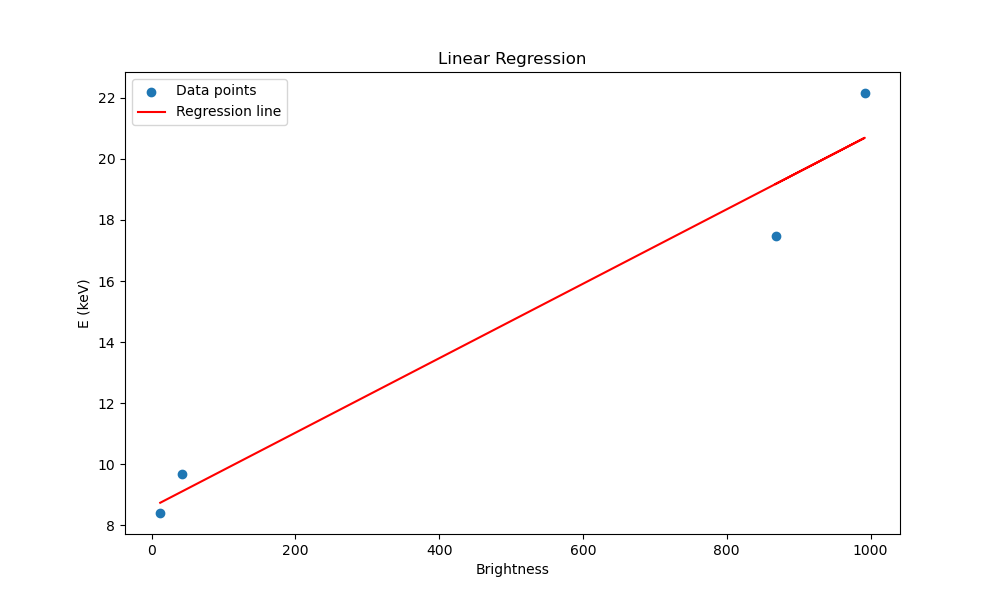 Linear Regression
Data points
Regression line
22
20
18
16
14
12
10
8
E (keV)
0 200 400 600 800 1000
Brightness